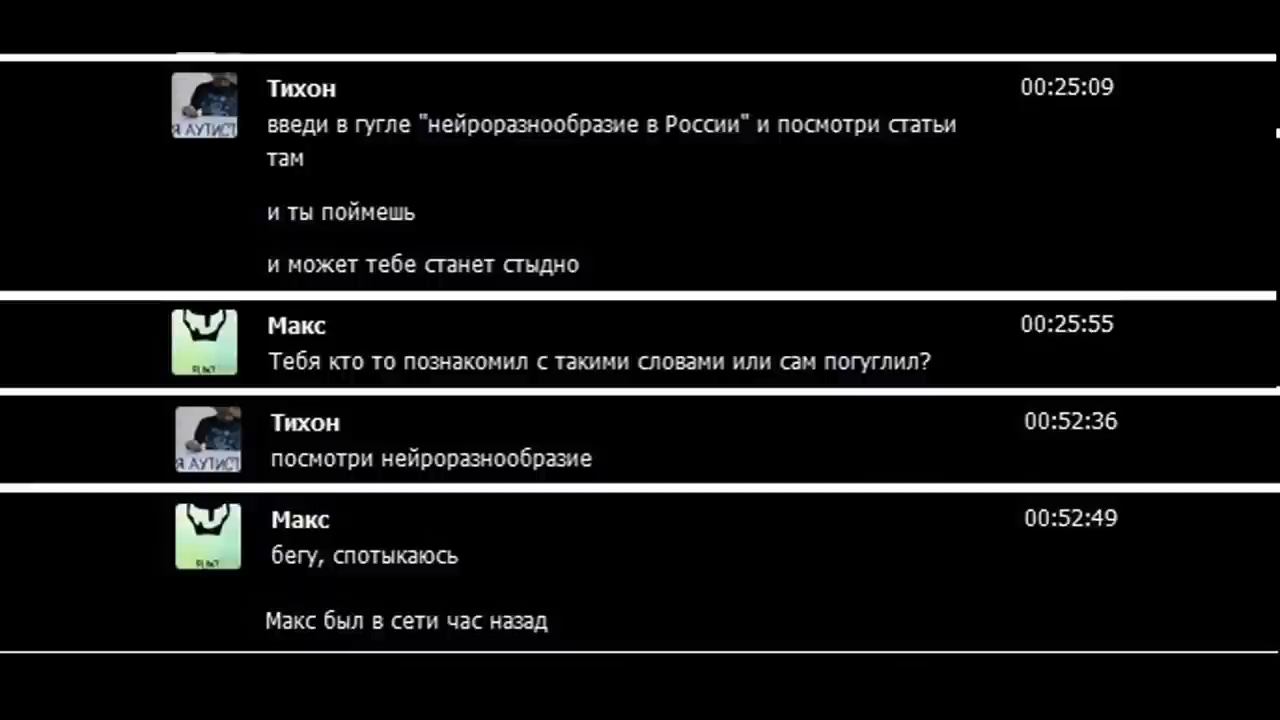 Тихон
00:25:09
введи в гугле "нейроразнообразие в России" и посмотри статьи
там
и ты поймешь
и может тебе станет стыдно
Я АУТИСТ
Макс
00:25:55
Тебя кто то познакомил с такими словами или сам погуглил?
Тихон
00:52:36
посмотри нейроразнообразие
Я АУТИСТ
Макс
00:52:49
бегу, спотыкаюсь
Макс был в сети час назад